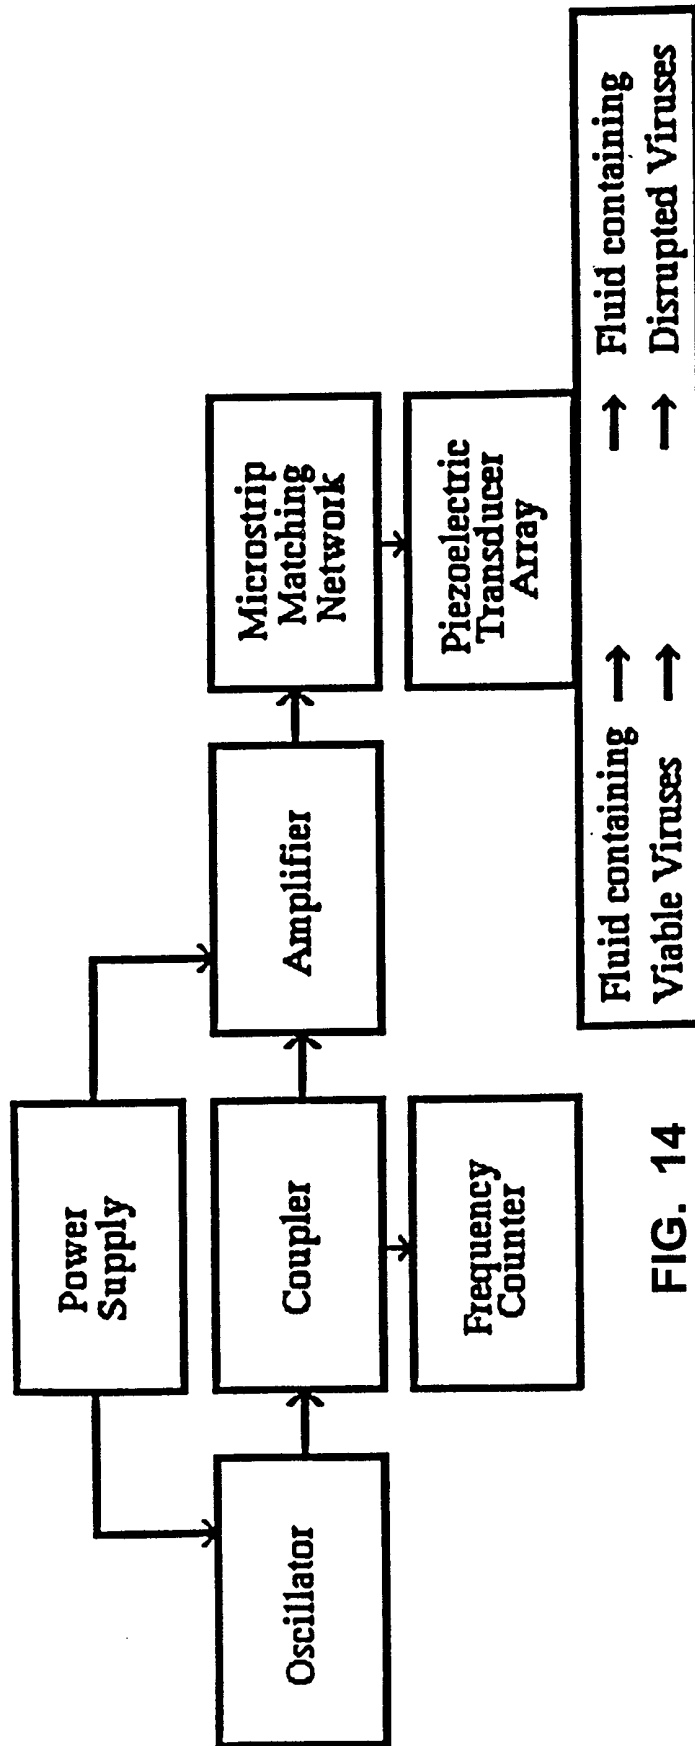 Power
Supply
Oscillator
Coupler
Amplifier
Microstrip
Matching
Network
Frequency
Counter
Piezoelectric
Transducer
Array
Fluid containing
Viable Viruses
Fluid containing
Disrupted Viruses
FIG. 14